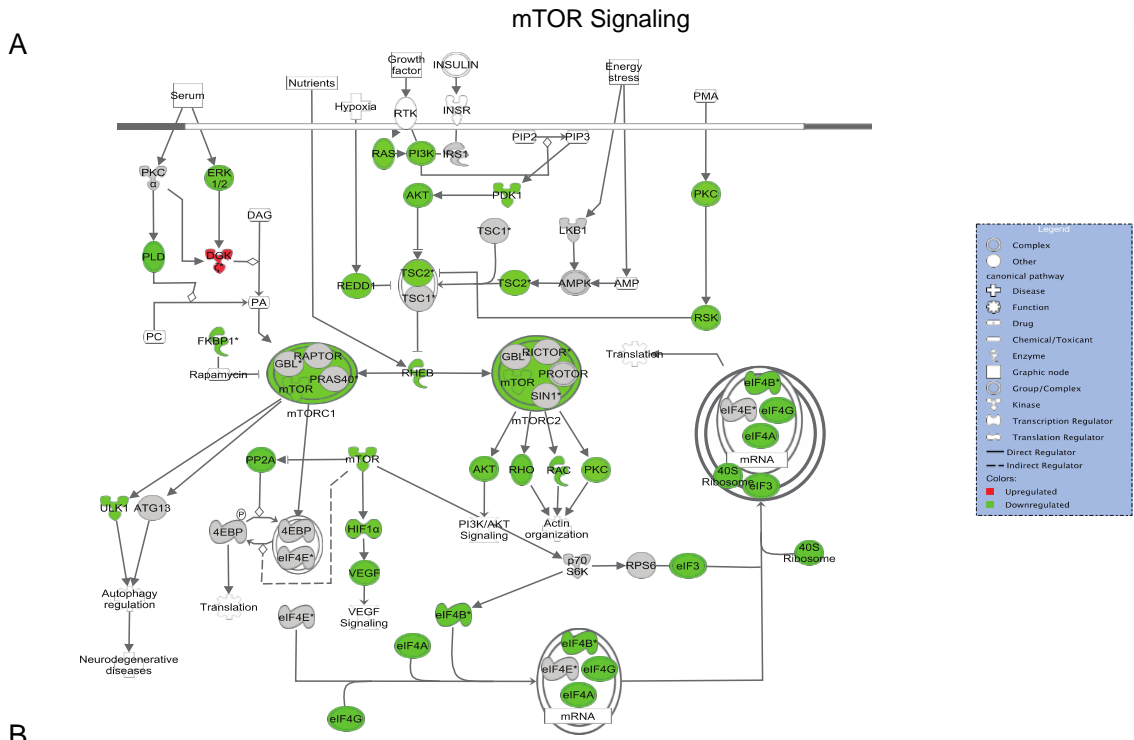 mTOR Signaling
A
Growth
factor
INSULIN
Energy
stress
Serum
Nutrients
Hypoxia
PMA
RTK
INSR
PIP2
PIP3
RAS
PI3K
IRS1
PKC
α
ERK
1/2
AKT
PDK1
PKC
DAG
TSC1*
LKB1
PLD
DGK
TSC2*
REDD1
TSC1*
TSC2*
AMPK
AMP
PA
RSK
PC
FKBP1*
Rapamycin
GBL*
RAPTOR
PRAS40*
mTOR
mTORC1
RHEB
GBL*
RICTOR*
mTOR
PROTOR
SIN1*
mTORC2
Translation
eIF4B*
eIF4E*
eIF4G
eIF4A
mRNA
40S
Ribosome
eIF3
PP2A
mTOR
AKT
RHO
RAC
PKC
ULK1
ATG13
P
4EBP
4EBP
eIF4E*
HIF1α
PI3K/AKT
Signaling
Actin
organization
VEGF
p70
S6K
RPS6
eIF3
40S
Ribosome
Autophagy
regulation
Translation
VEGF
Signaling
eIF4E*
eIF4B*
Neurodegenerative
diseases
eIF4A
eIF4G
eIF4B*
eIF4E*
eIF4G
eIF4A
mRNA
Legend
Complex
Other
canonical pathway
Disease
Function
Drug
Chemical/Toxicant
Enzyme
Graphic node
Group/Complex
Kinase
Transcription Regulator
Translation Regulator
Direct Regulator
Indirect Regulator
Colors:
Upregulated
Downregulated
B